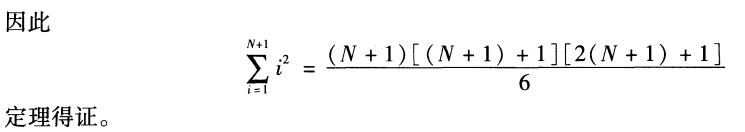 因此
$$\sum_{i=1}^{N+1} i^2 = \frac{(N+1)[(N+1)+1][2(N+1)+1]}{6}$$
定理得证。